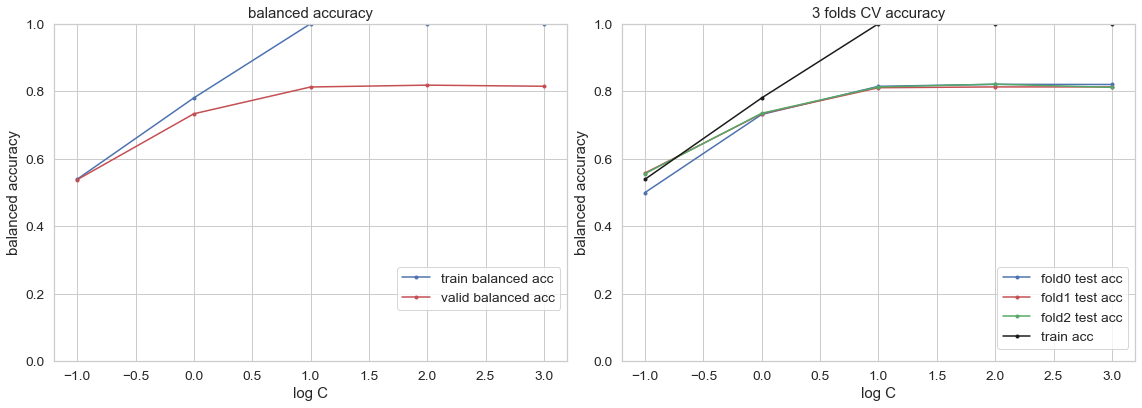 balanced accuracy
balanced accuracy
1.0
0.8
0.6
0.4
0.2
0.0
−1.0 −0.5 0.0 0.5 1.0 1.5 2.0 2.5 3.0
log C
train balanced acc
valid balanced acc
3 folds CV accuracy
balanced accuracy
1.0
0.8
0.6
0.4
0.2
0.0
−1.0 −0.5 0.0 0.5 1.0 1.5 2.0 2.5 3.0
log C
fold0 test acc
fold1 test acc
fold2 test acc
train acc